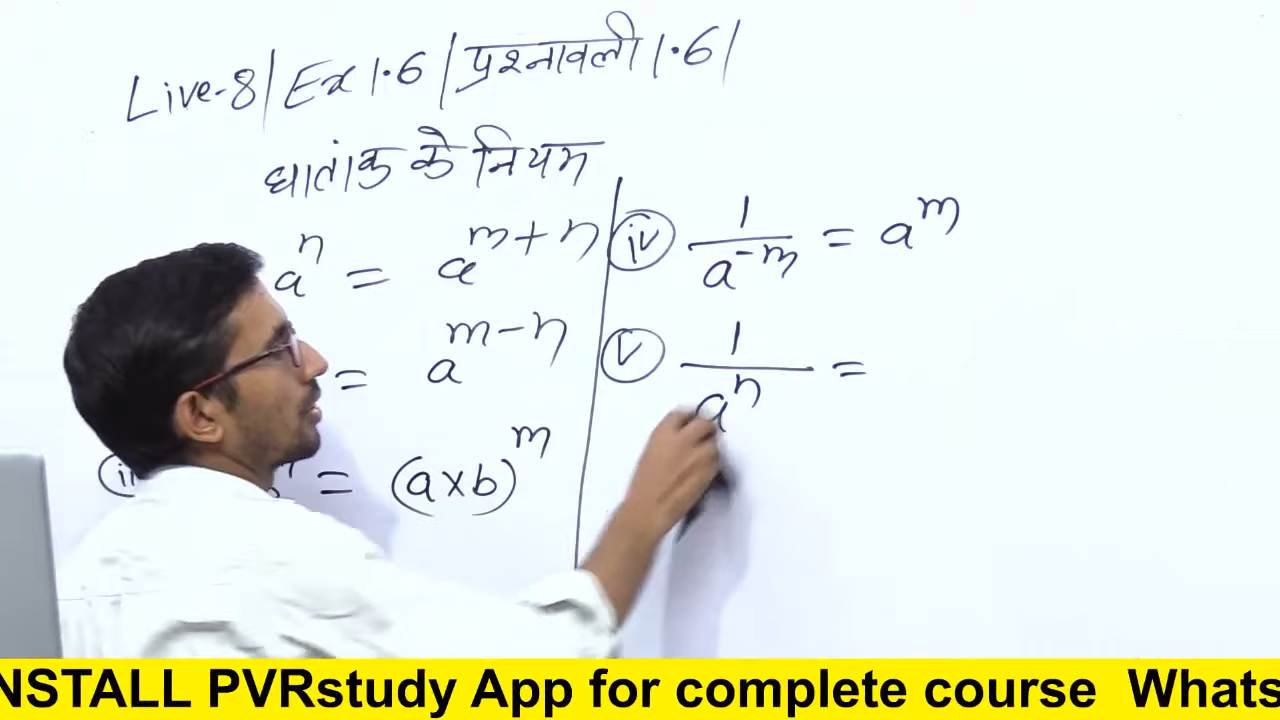 Live-8| Ex 1.6 | प्रश्नावली 1.6|
घातांक के नियम
aⁿ = a^{m+n}
= a^{m-n}
= (a×b)^m
(iv) 1/a^{-m} = a^m
(v) 1/a^n =
NSTALL PVRstudy App for complete course Whats